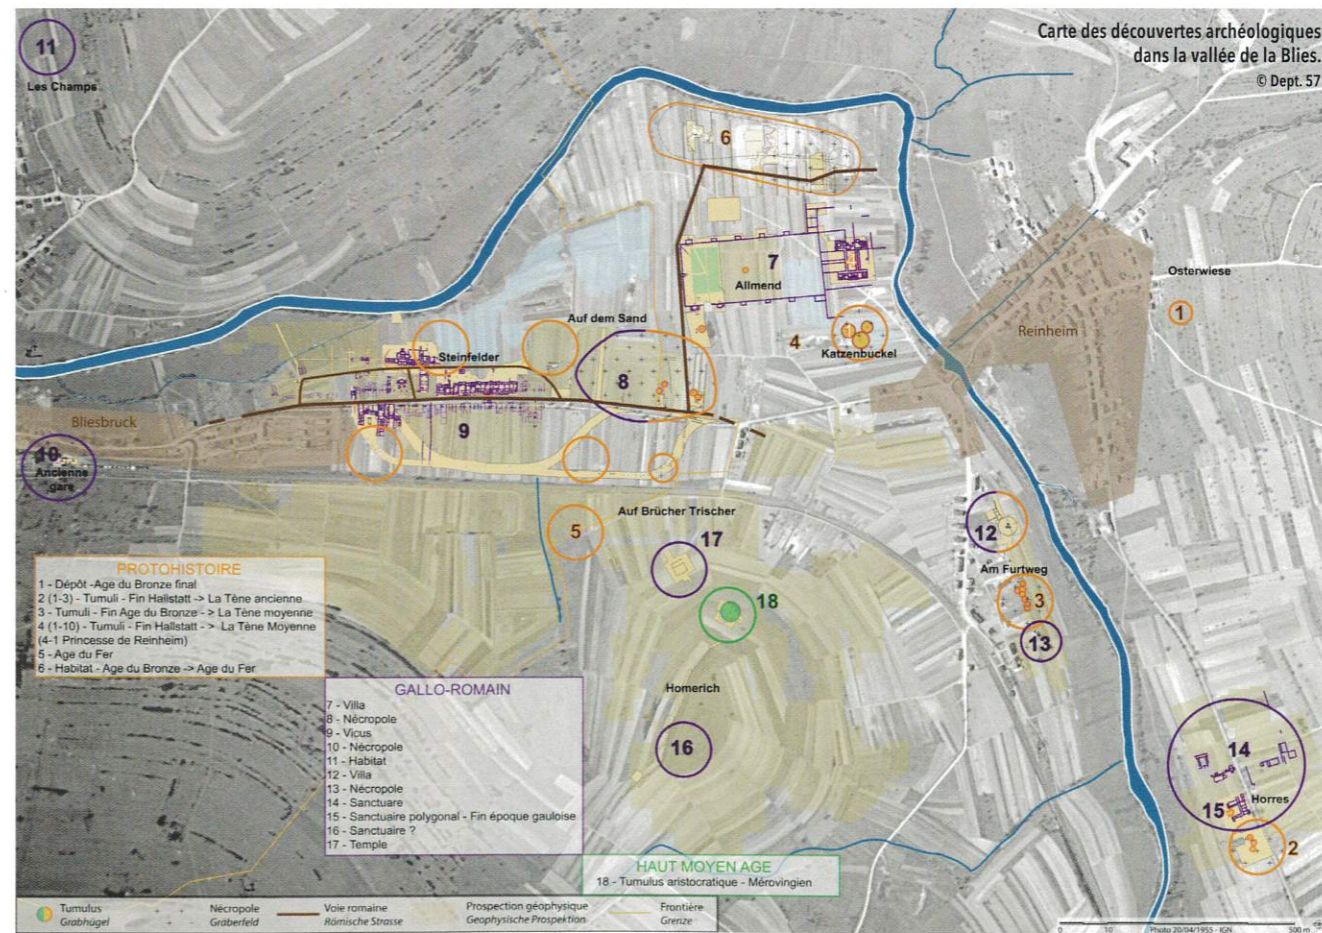 Carte des découvertes archéologiques
dans la vallée de la Blies.
© Dept. 57
11
Les Champs
6
7
Allmend
Osterwiese
1
Reinheim
Auf dem Sand
4
Katzenbuckel
Steinfelder
8
Bliesbruck
9
10
Ancienne
gare
5
Auf Brücher Trischer
17
12
Am Furtweg
3
18
13
Homerich
16
14
15
Horres
2
PROTOHISTOIRE
1 - Dépôt -Age du Bronze final
2 (1-3) - Tumuli - Fin Hallstatt -> La Tène ancienne
3 - Tumuli - Fin Age du Bronze - -> La Tène moyenne
4 (1-10) - Tumuli - Fin Hallstatt - > La Tène Moyenne
(4-1 Princesse de Reinheim)
5 - Age du Fer
6 - Habitat - Age du Bronze -> Age du Fer
GALLO-ROMAIN
7 - Villa
8 - Nécropole
9 - Vicus
10 - Nécropole
11 - Habitat
12 - Villa
13 - Nécropole
14 - Sanctuare
15 - Sanctuaire polygonal - Fin époque gauloise
16 - Sanctuaire ?
17 - Temple
HAUT MOYEN AGE
18 - Tumulus aristocratique - Mérovingien
Tumulus
Grabhügel
Nécropole
Gräberfeld
Voie romaine
Römische Strasse
Prospection géophysique
Geophysische Prospektion
Frontière
Grenze
0 10 Photo 20/04/1955 - IGN 500 m